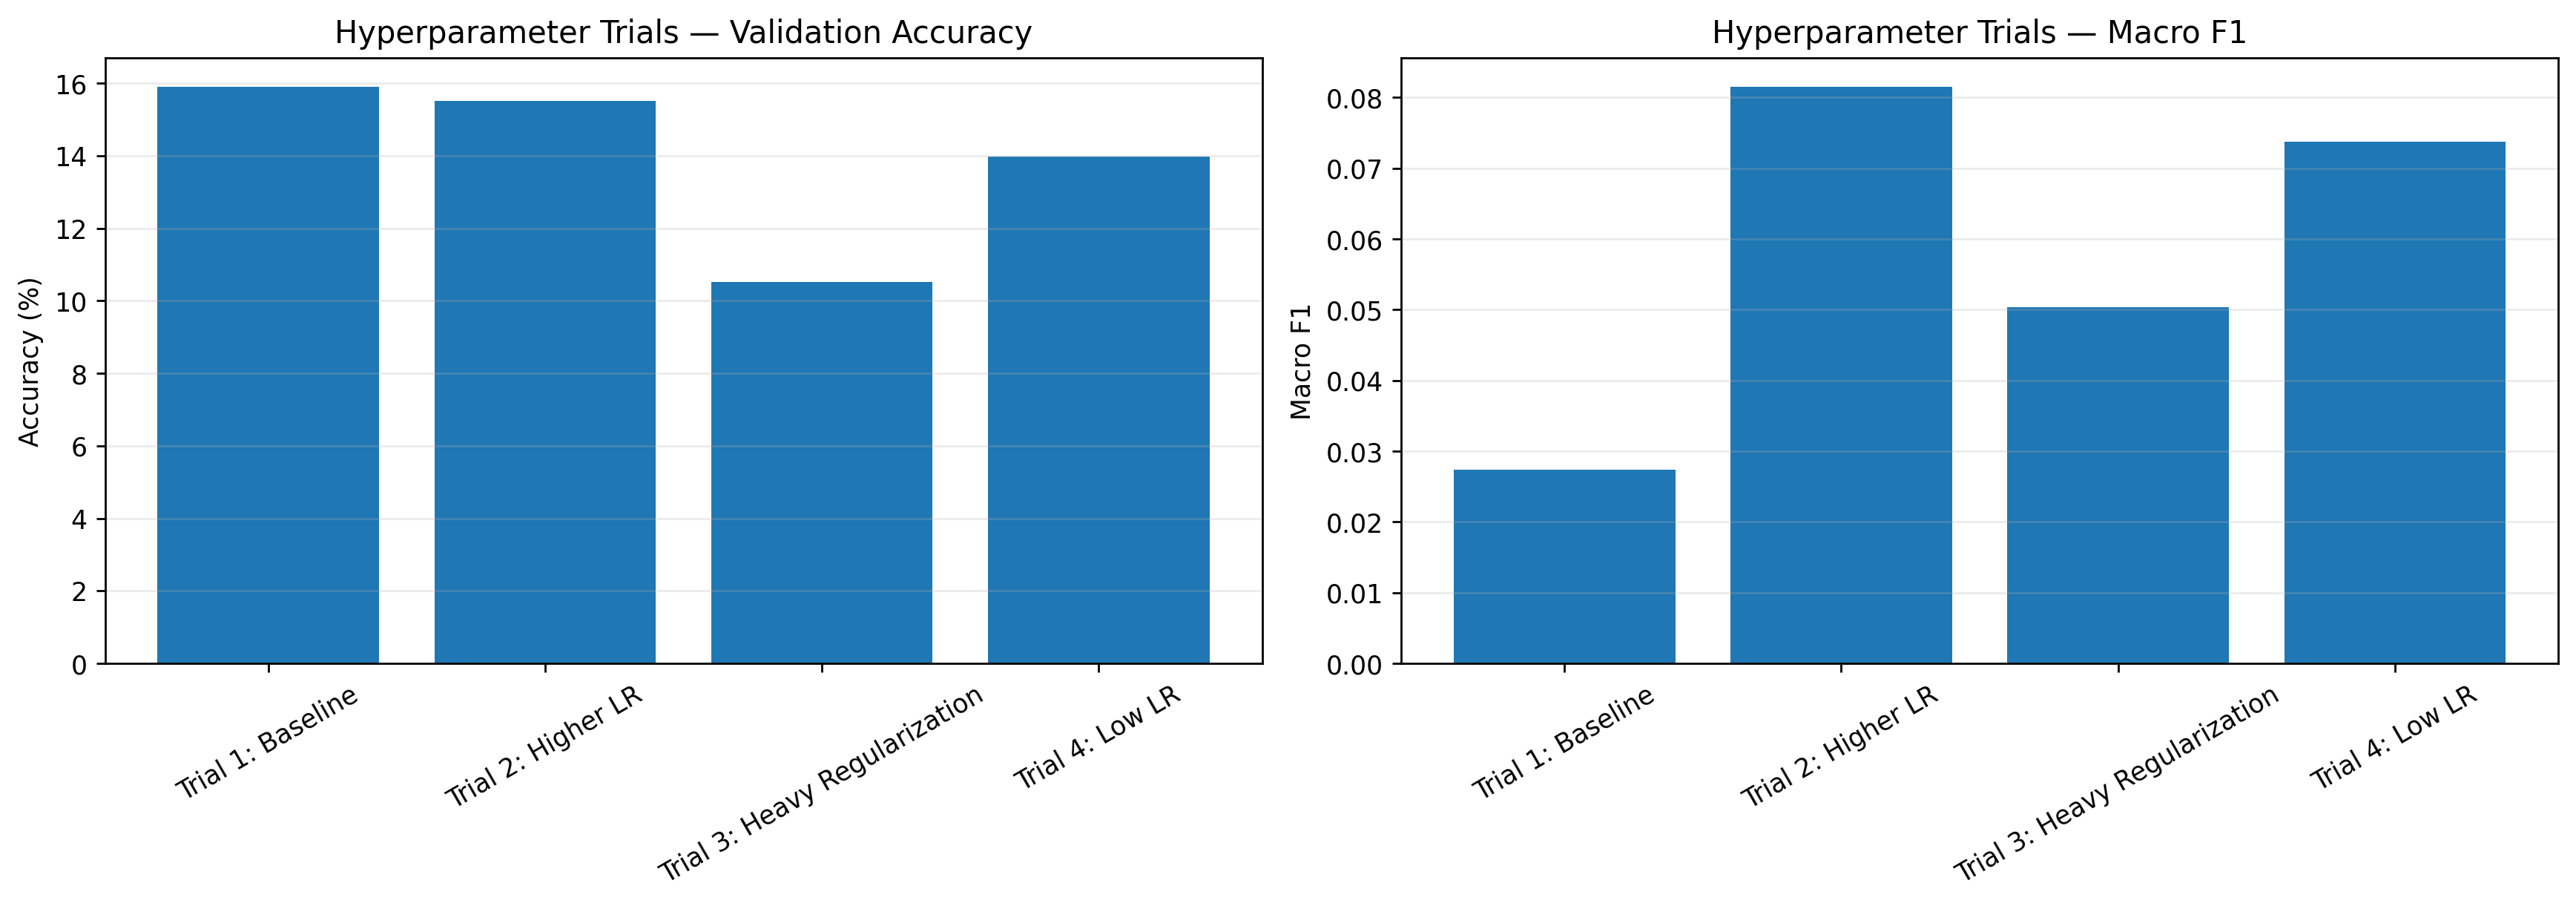 Hyperparameter Trials — Validation Accuracy
Accuracy (%)
16
14
12
10
8
6
4
2
0
Trial 1: Baseline
Trial 2: Higher LR
Trial 3: Heavy Regularization
Trial 4: Low LR
Hyperparameter Trials — Macro F1
Macro F1
0.08
0.07
0.06
0.05
0.04
0.03
0.02
0.01
0.00
Trial 1: Baseline
Trial 2: Higher LR
Trial 3: Heavy Regularization
Trial 4: Low LR